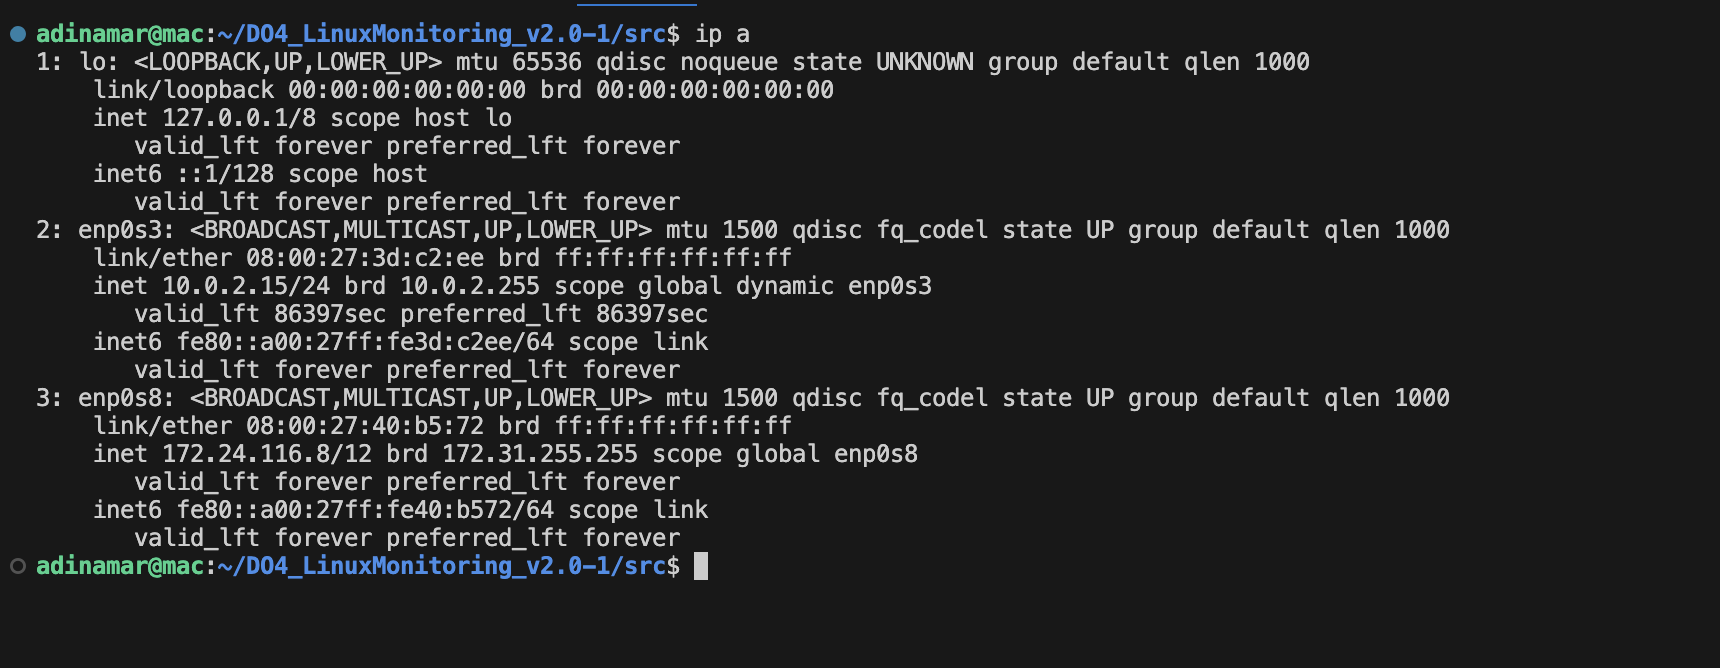 adinamar@mac:~/DO4_LinuxMonitoring_v2.0-1/src$ ip a
1: lo: <LOOPBACK,UP,LOWER_UP> mtu 65536 qdisc noqueue state UNKNOWN group default qlen 1000
    link/loopback 00:00:00:00:00:00 brd 00:00:00:00:00:00
    inet 127.0.0.1/8 scope host lo
       valid_lft forever preferred_lft forever
    inet6 ::1/128 scope host
       valid_lft forever preferred_lft forever
2: enp0s3: <BROADCAST,MULTICAST,UP,LOWER_UP> mtu 1500 qdisc fq_codel state UP group default qlen 1000
    link/ether 08:00:27:3d:c2:ee brd ff:ff:ff:ff:ff:ff
    inet 10.0.2.15/24 brd 10.0.2.255 scope global dynamic enp0s3
       valid_lft 86397sec preferred_lft 86397sec
    inet6 fe80::a00:27ff:fe3d:c2ee/64 scope link
       valid_lft forever preferred_lft forever
3: enp0s8: <BROADCAST,MULTICAST,UP,LOWER_UP> mtu 1500 qdisc fq_codel state UP group default qlen 1000
    link/ether 08:00:27:40:b5:72 brd ff:ff:ff:ff:ff:ff
    inet 172.24.116.8/12 brd 172.31.255.255 scope global enp0s8
       valid_lft forever preferred_lft forever
    inet6 fe80::a00:27ff:fe40:b572/64 scope link
       valid_lft forever preferred_lft forever
adinamar@mac:~/DO4_LinuxMonitoring_v2.0-1/src$